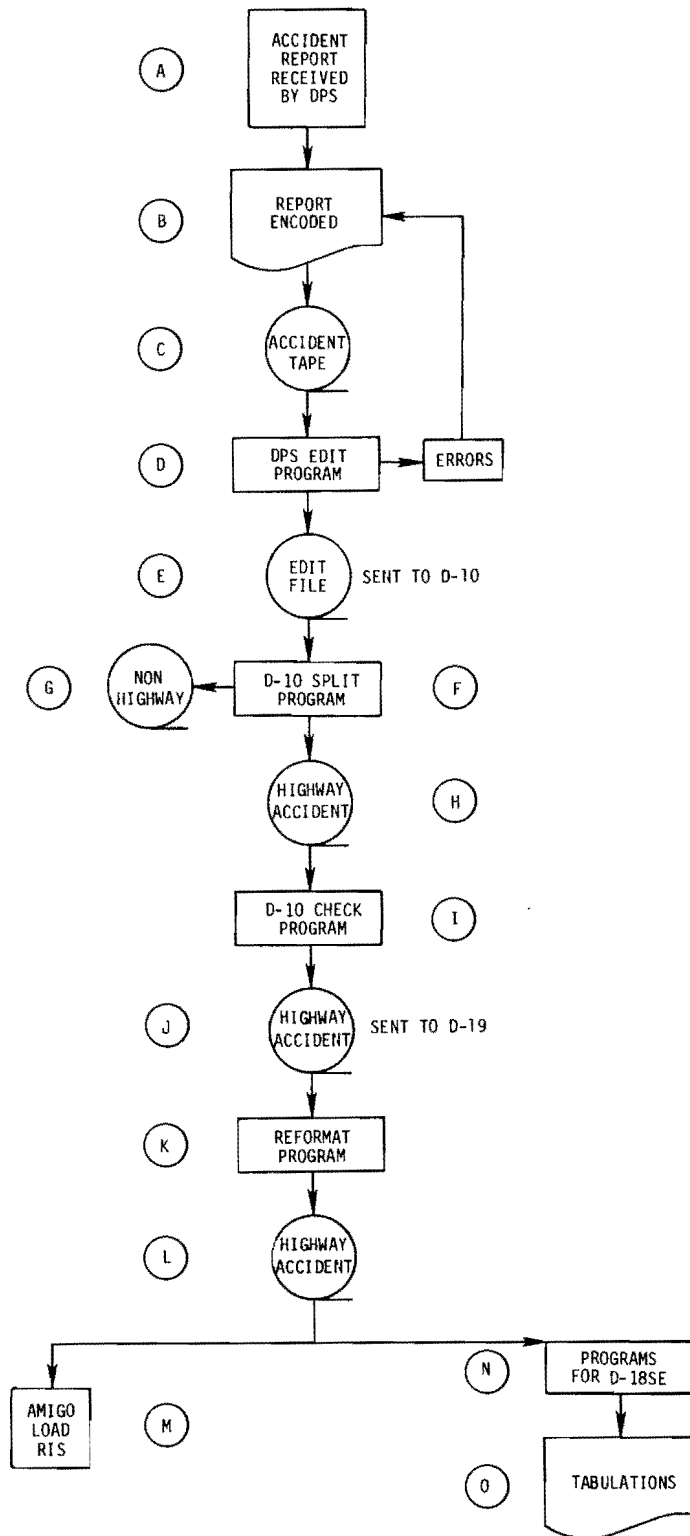 A
ACCIDENT
REPORT
RECEIVED
BY DPS
B
REPORT
ENCODED
C
ACCIDENT
TAPE
D
DPS EDIT
PROGRAM
ERRORS
E
EDIT
FILE
SENT TO D-10
G
NON
HIGHWAY
D-10 SPLIT
PROGRAM
F
HIGHWAY
ACCIDENT
H
D-10 CHECK
PROGRAM
I
J
HIGHWAY
ACCIDENT
SENT TO D-19
K
REFORMAT
PROGRAM
L
HIGHWAY
ACCIDENT
AMIGO
LOAD
RIS
M
N
PROGRAMS
FOR D-18SE
O
TABULATIONS